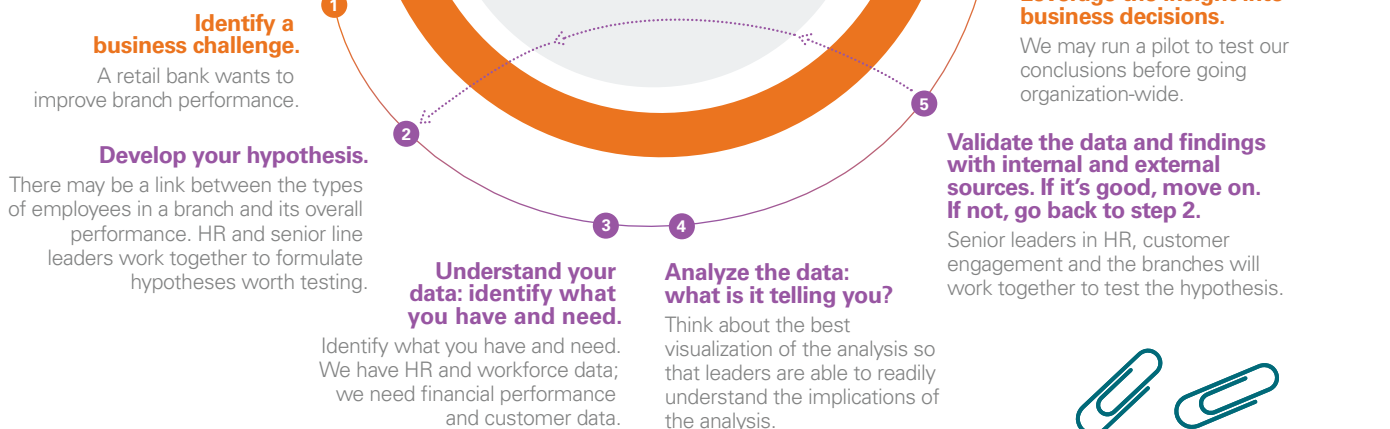 1
Identify a
business challenge.
A retail bank wants to
improve branch performance.
2
Develop your hypothesis.
There may be a link between the types
of employees in a branch and its overall
performance. HR and senior line
leaders work together to formulate
hypotheses worth testing.
3
Understand your
data: identify what
you have and need.
Identify what you have and need.
We have HR and workforce data;
we need financial performance
and customer data.
4
Analyze the data:
what is it telling you?
Think about the best
visualization of the analysis so
that leaders are able to readily
understand the implications of
the analysis.
5
Validate the data and findings
with internal and external
sources. If it's good, move on.
If not, go back to step 2.
Senior leaders in HR, customer
engagement and the branches will
work together to test the hypothesis.
Leverage the insight into
business decisions.
We may run a pilot to test our
conclusions before going
organization-wide.